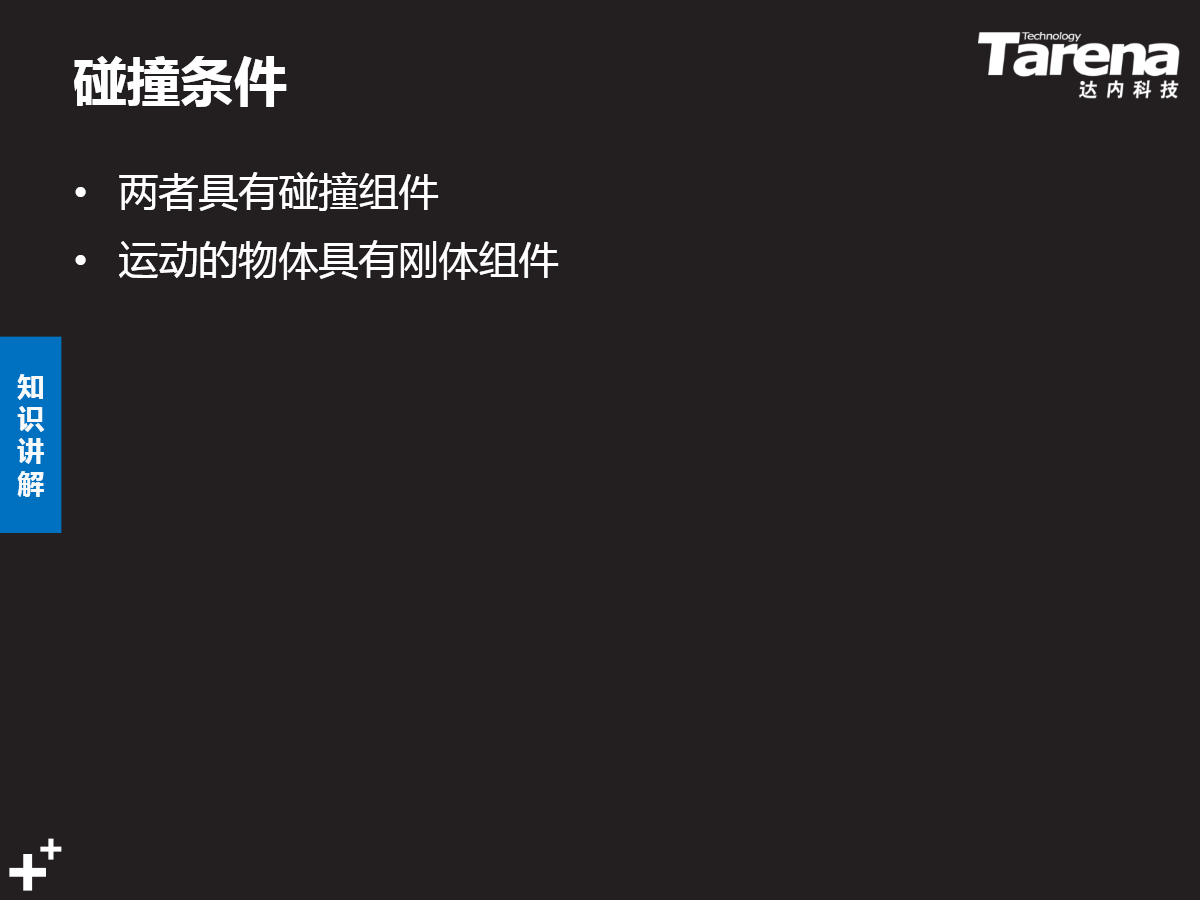 碰撞条件
Technology
Tarena
达内科技
• 两者具有碰撞组件
• 运动的物体具有刚体组件
知识讲解